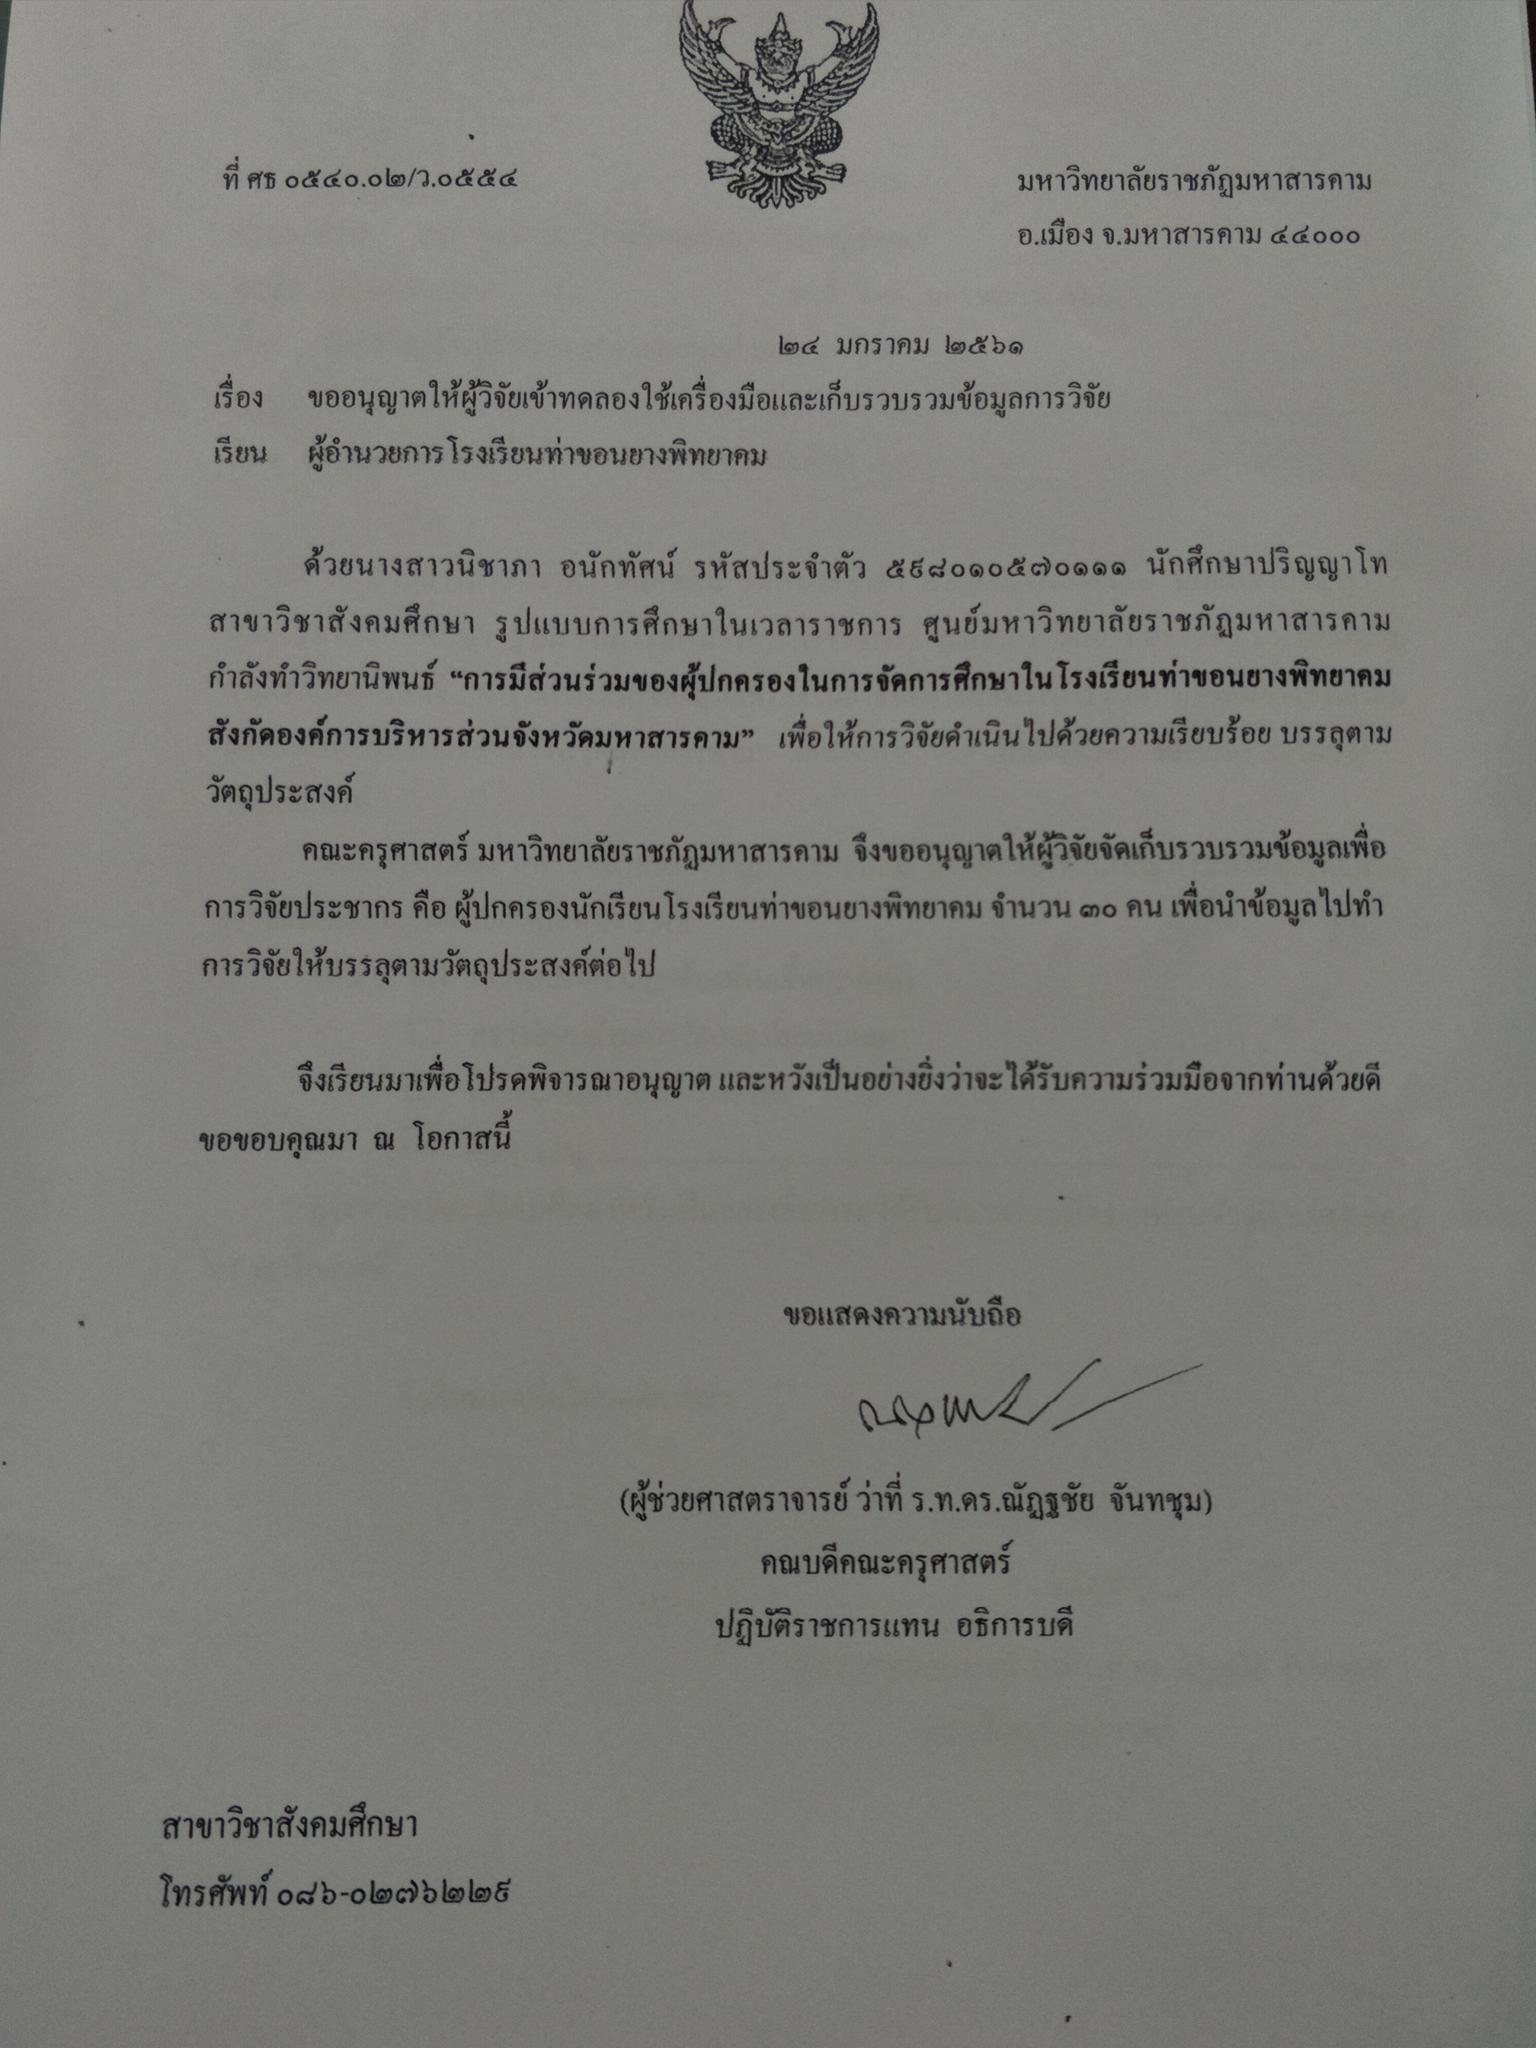 ที่ ศธ ๐๕๔๐.๐๒/ว.๐๕๕๔
มหาวิทยาลัยราชภัฏมหาสารคาม
อ.เมือง จ.มหาสารคาม ๔๔๐๐๐
๒๔ มกราคม ๒๕๖๑
เรื่อง ขออนุญาตให้ผู้วิจัยเข้าทดลองใช้เครื่องมือและเก็บรวบรวมข้อมูลการวิจัย
เรียน ผู้อำนวยการโรงเรียนท่าขอนยางพิทยาคม
ด้วยนางสาวนิชาภา อนักทัศน์ รหัสประจำตัว ๕๙๘๐๑๐๕๗๐๑๑๑ นักศึกษาปริญญาโท
สาขาวิชาสังคมศึกษา รูปแบบการศึกษาในเวลาราชการ ศูนย์มหาวิทยาลัยราชภัฏมหาสารคาม
กำลังทำวิทยานิพนธ์ “การมีส่วนร่วมของผู้ปกครองในการจัดการศึกษาในโรงเรียนท่าขอนยางพิทยาคม
สังกัดองค์การบริหารส่วนจังหวัดมหาสารคาม” เพื่อให้การวิจัยดำเนินไปด้วยความเรียบร้อย บรรลุตาม
วัตถุประสงค์
คณะครุศาสตร์ มหาวิทยาลัยราชภัฏมหาสารคาม จึงขออนุญาตให้ผู้วิจัยจัดเก็บรวบรวมข้อมูลเพื่อ
การวิจัยประชากร คือ ผู้ปกครองนักเรียนโรงเรียนท่าขอนยางพิทยาคม จำนวน ๓๐ คน เพื่อนำข้อมูลไปทำ
การวิจัยให้บรรลุตามวัตถุประสงค์ต่อไป
จึงเรียนมาเพื่อโปรดพิจารณาอนุญาต และหวังเป็นอย่างยิ่งว่าจะได้รับความร่วมมือจากท่านด้วยดี
ขอขอบคุณมา ณ โอกาสนี้
ขอแสดงความนับถือ
(ผู้ช่วยศาสตราจารย์ ว่าที่ ร.ท.ดร.ณัฏฐชัย จันทชุม)
คณบดีคณะครุศาสตร์
ปฏิบัติราชการแทน อธิการบดี
สาขาวิชาสังคมศึกษา
โทรศัพท์ ๐๘๖-๐๒๗๖๒๒๙